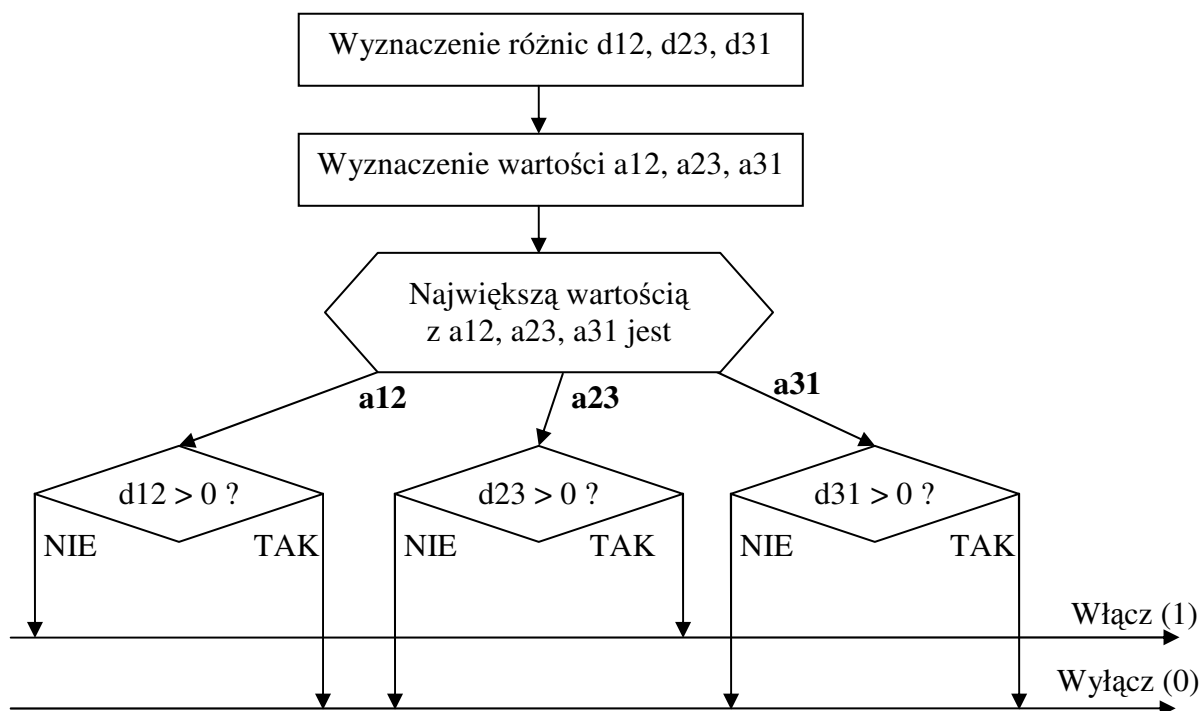 Wyznaczenie różnic d12, d23, d31
Wyznaczenie wartości a12, a23, a31
Największą wartością
z a12, a23, a31 jest
a12
a23
a31
d12 > 0 ?
d23 > 0 ?
d31 > 0 ?
NIE
TAK
NIE
TAK
NIE
TAK
Włącz (1)
Wyłącz (0)